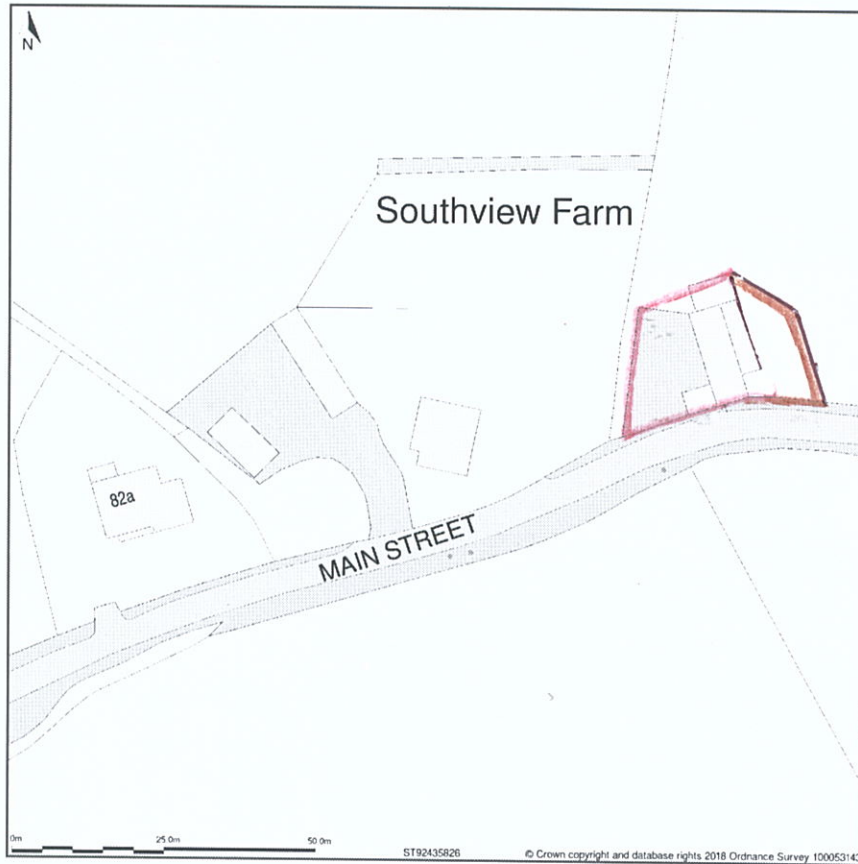 N
Southview Farm
82a
MAIN STREET
0m 25.0m 50.0m
ST92435826
© Crown copyright and database rights 2018 Ordnance Survey 100053143